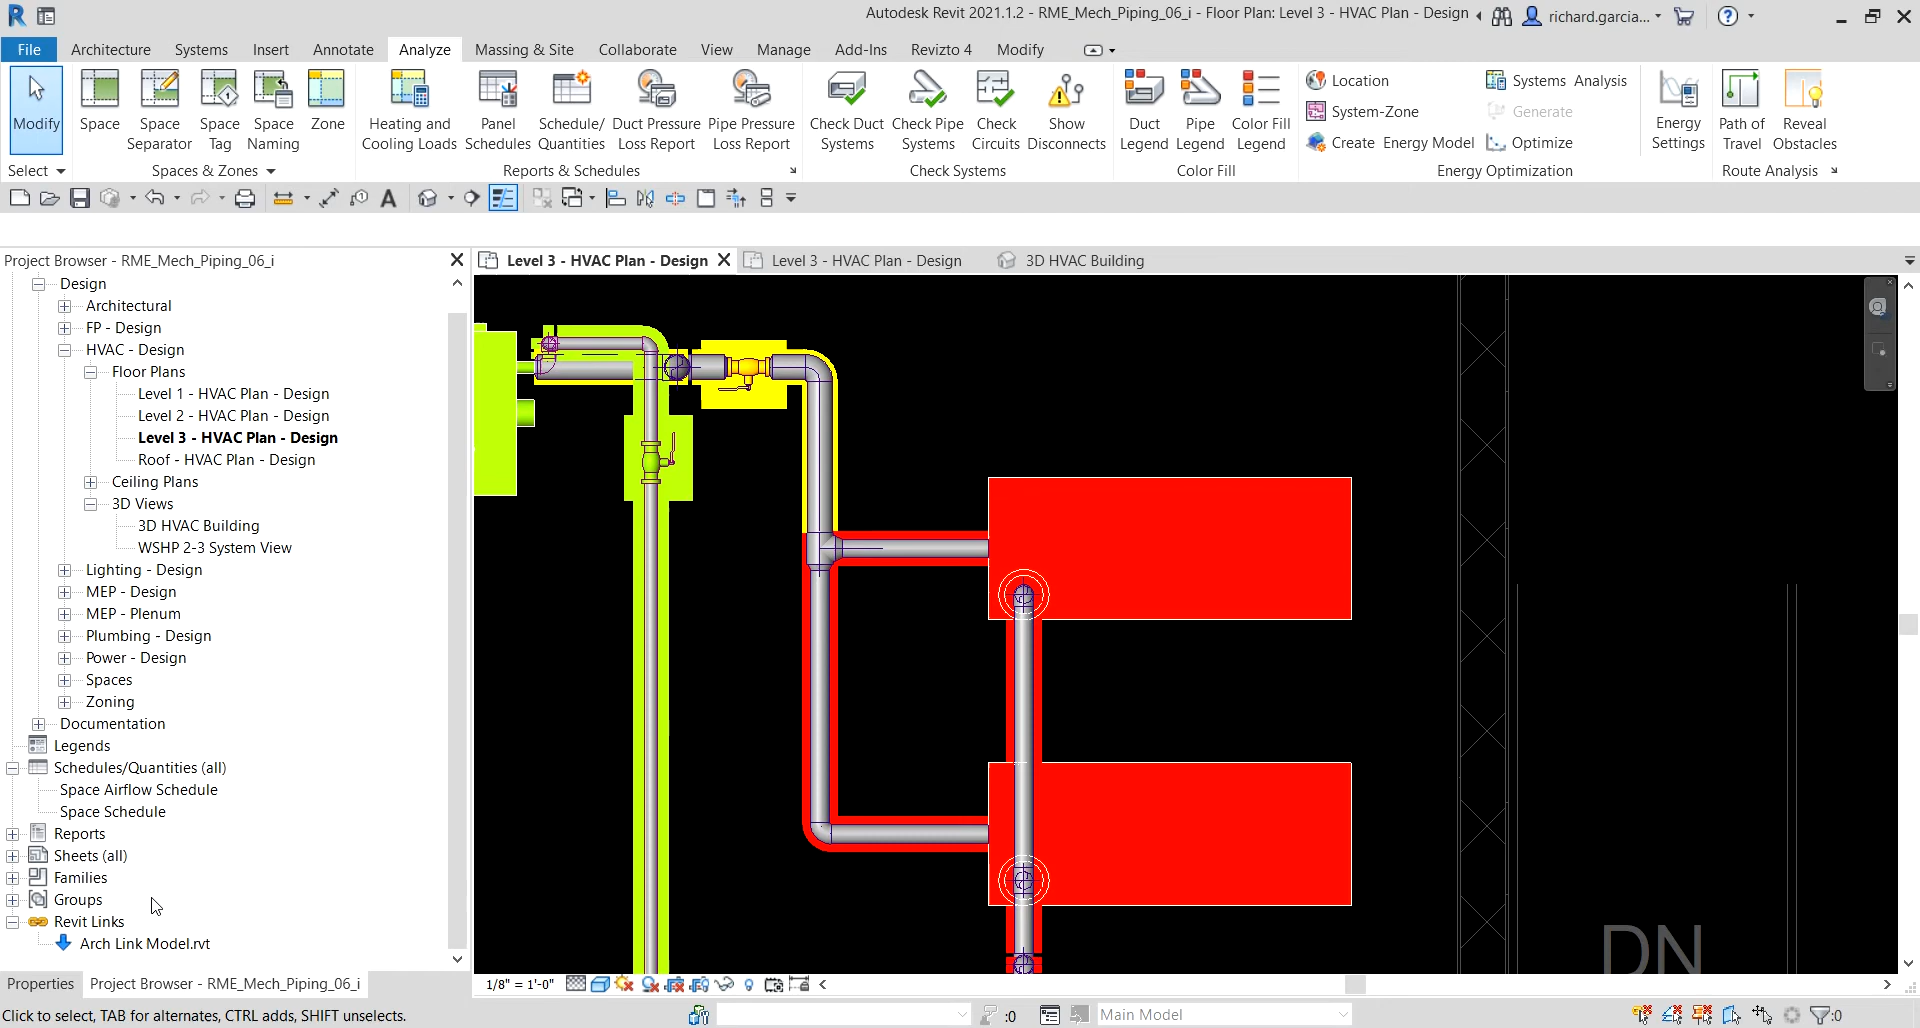 Autodesk Revit 2021.1.2 - RME_Mech_Piping_06_i - Floor Plan: Level 3 - HVAC Plan - Design
richard.garcia...
File Architecture Systems Insert Annotate Analyze Massing & Site Collaborate View Manage Add-Ins Revizto 4 Modify
Modify
Space
Space Separator
Space Tag
Space Naming
Zone
Heating and Cooling Loads
Panel Schedules
Schedule/ Quantities
Duct Pressure Loss Report
Pipe Pressure Loss Report
Check Duct Systems
Check Pipe Systems
Check Circuits
Show Disconnects
Duct Legend
Pipe Legend
Color Fill Legend
Location
System-Zone
Create Energy Model
Systems Analysis
Generate
Optimize
Energy Settings
Path of Travel
Reveal Obstacles
Select
Spaces & Zones
Reports & Schedules
Check Systems
Color Fill
Energy Optimization
Route Analysis
Project Browser - RME_Mech_Piping_06_i
Level 3 - HVAC Plan - Design
Level 3 - HVAC Plan - Design
3D HVAC Building
Design
Architectural
FP - Design
HVAC - Design
Floor Plans
Level 1 - HVAC Plan - Design
Level 2 - HVAC Plan - Design
Level 3 - HVAC Plan - Design
Roof - HVAC Plan - Design
Ceiling Plans
3D Views
3D HVAC Building
WSHP 2-3 System View
Lighting - Design
MEP - Design
MEP - Plenum
Plumbing - Design
Power - Design
Spaces
Zoning
Documentation
Legends
Schedules/Quantities (all)
Space Airflow Schedule
Space Schedule
Reports
Sheets (all)
Families
Groups
Revit Links
Arch Link Model.rvt
DN
Properties
Project Browser - RME_Mech_Piping_06_i
1/8" = 1'-0"
Click to select, TAB for alternates, CTRL adds, SHIFT unselects.
:0
Main Model
:0